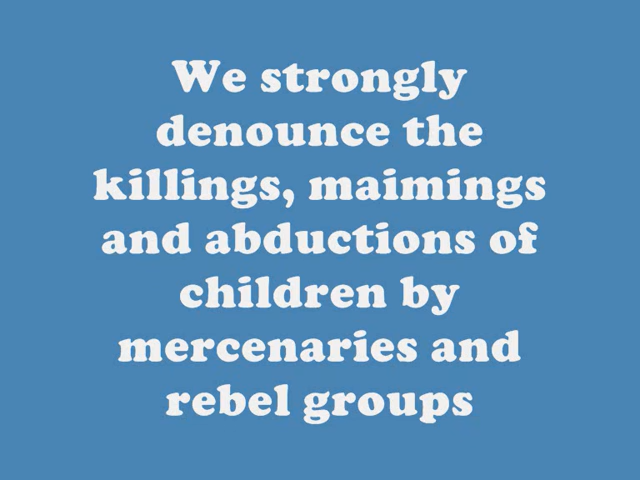 We strongly
denounce the
killings, maimings
and abductions of
children by
mercenaries and
rebel groups